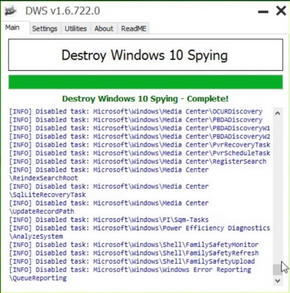 DWS v1.6.722.0
Main Settings Utilities About ReadME
Destroy Windows 10 Spying
Destroy Windows 10 Spying - Complete!
[INFO] Disabled task: Microsoft\Windows\Media Center\OCURDiscovery
[INFO] Disabled task: Microsoft\Windows\Media Center\PBDADiscovery
[INFO] Disabled task: Microsoft\Windows\Media Center\PBDADiscoveryW1
[INFO] Disabled task: Microsoft\Windows\Media Center\PBDADiscoveryW2
[INFO] Disabled task: Microsoft\Windows\Media Center\PvrRecoveryTask
[INFO] Disabled task: Microsoft\Windows\Media Center\PvrScheduleTask
[INFO] Disabled task: Microsoft\Windows\Media Center\RegisterSearch
[INFO] Disabled task: Microsoft\Windows\Media Center
\ReindexSearchRoot
[INFO] Disabled task: Microsoft\Windows\Media Center
\SqlLiteRecoveryTask
[INFO] Disabled task: Microsoft\Windows\Media Center
\UpdateRecordPath
[INFO] Disabled task: Microsoft\Windows\PI\Sqm-Tasks
[INFO] Disabled task: Microsoft\Windows\Power Efficiency Diagnostics
\AnalyzeSystem
[INFO] Disabled task: Microsoft\Windows\Shell\FamilySafetyMonitor
[INFO] Disabled task: Microsoft\Windows\Shell\FamilySafetyRefresh
[INFO] Disabled task: Microsoft\Windows\Shell\FamilySafetyUpload
[INFO] Disabled task: Microsoft\Windows\Windows Error Reporting
\QueueReporting